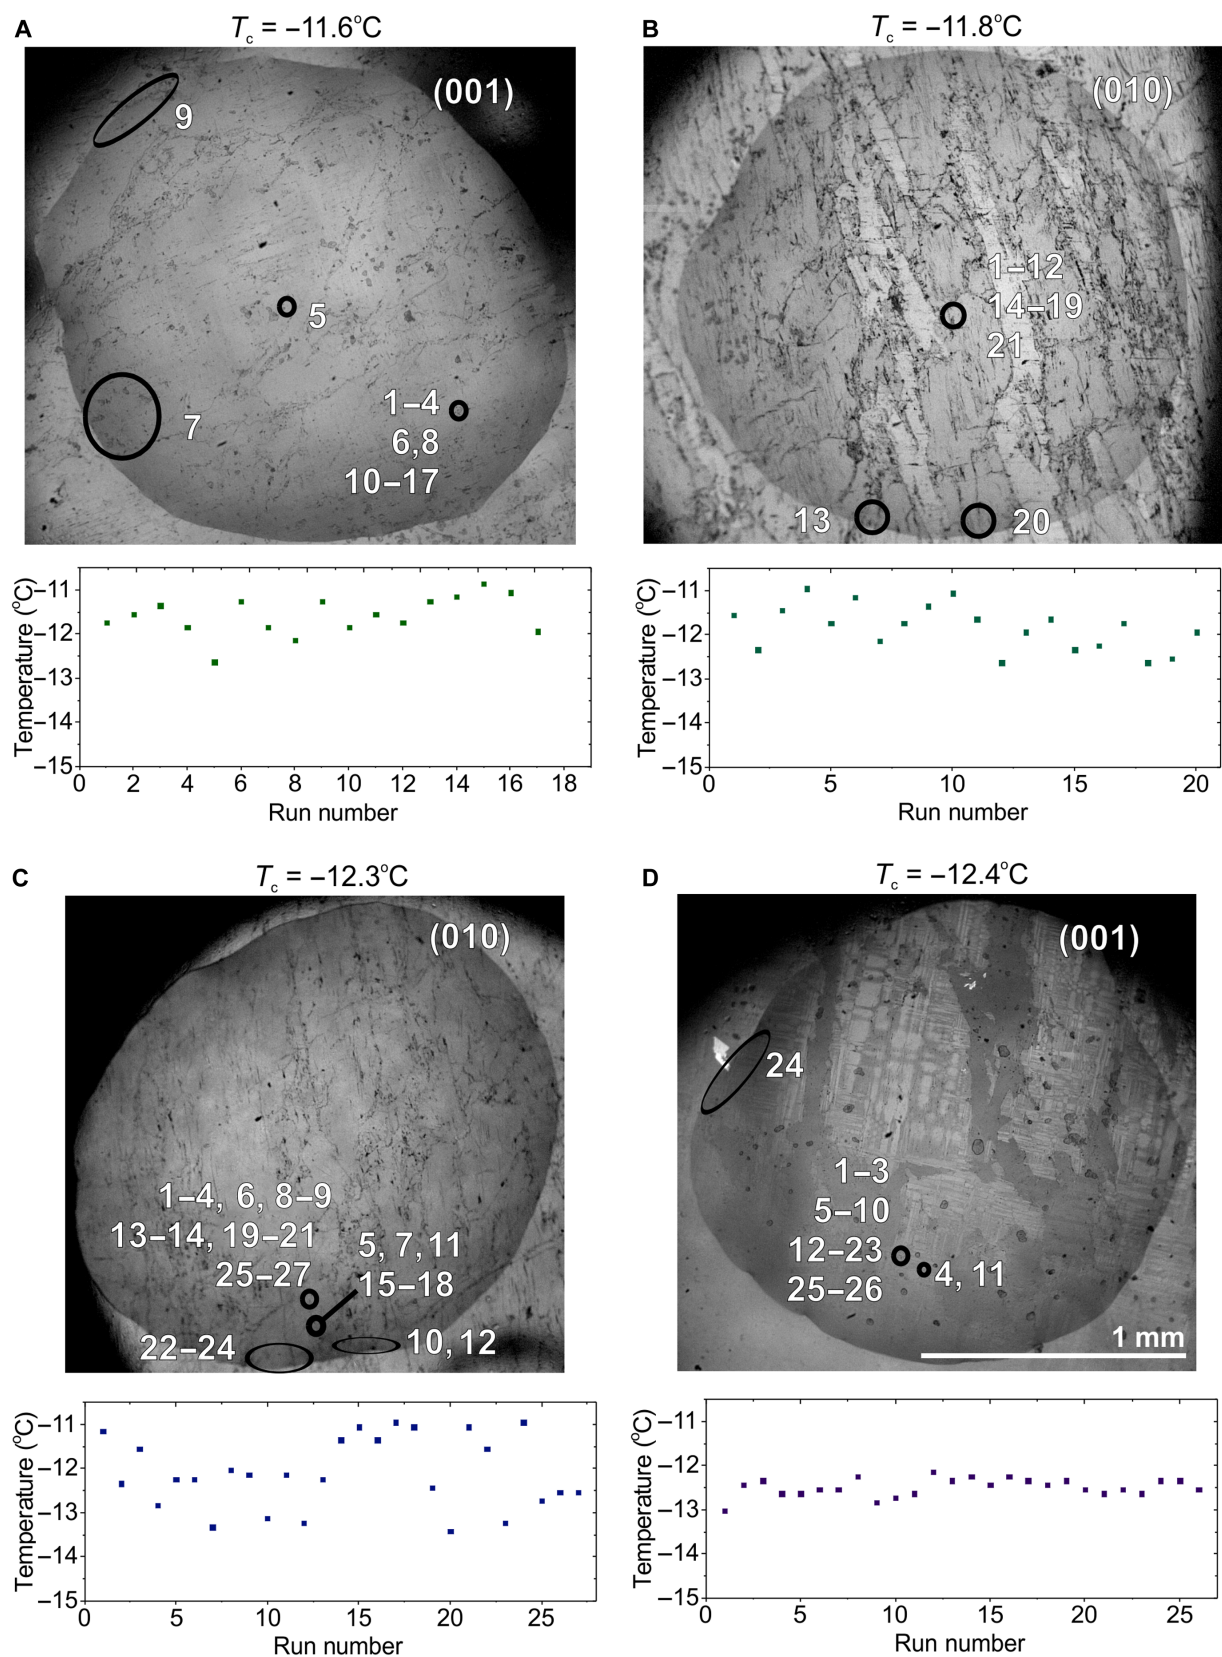 A
T_c = −11.6°C
(001)
9
5
7
1−4
6,8
10−17
Temperature (°C)
−11
−12
−13
−14
−15
0 2 4 6 8 10 12 14 16 18
Run number
B
T_c = −11.8°C
(010)
1−12
14−19
21
13
20
Temperature (°C)
−11
−12
−13
−14
−15
0 5 10 15 20
Run number
C
T_c = −12.3°C
(010)
1−4, 6, 8−9
13−14, 19−21
25−27
5, 7, 11
15−18
22−24
10, 12
Temperature (°C)
−11
−12
−13
−14
−15
0 5 10 15 20 25
Run number
D
T_c = −12.4°C
(001)
24
1−3
5−10
12−23
25−26
4, 11
1 mm
Temperature (°C)
−11
−12
−13
−14
−15
0 5 10 15 20 25
Run number